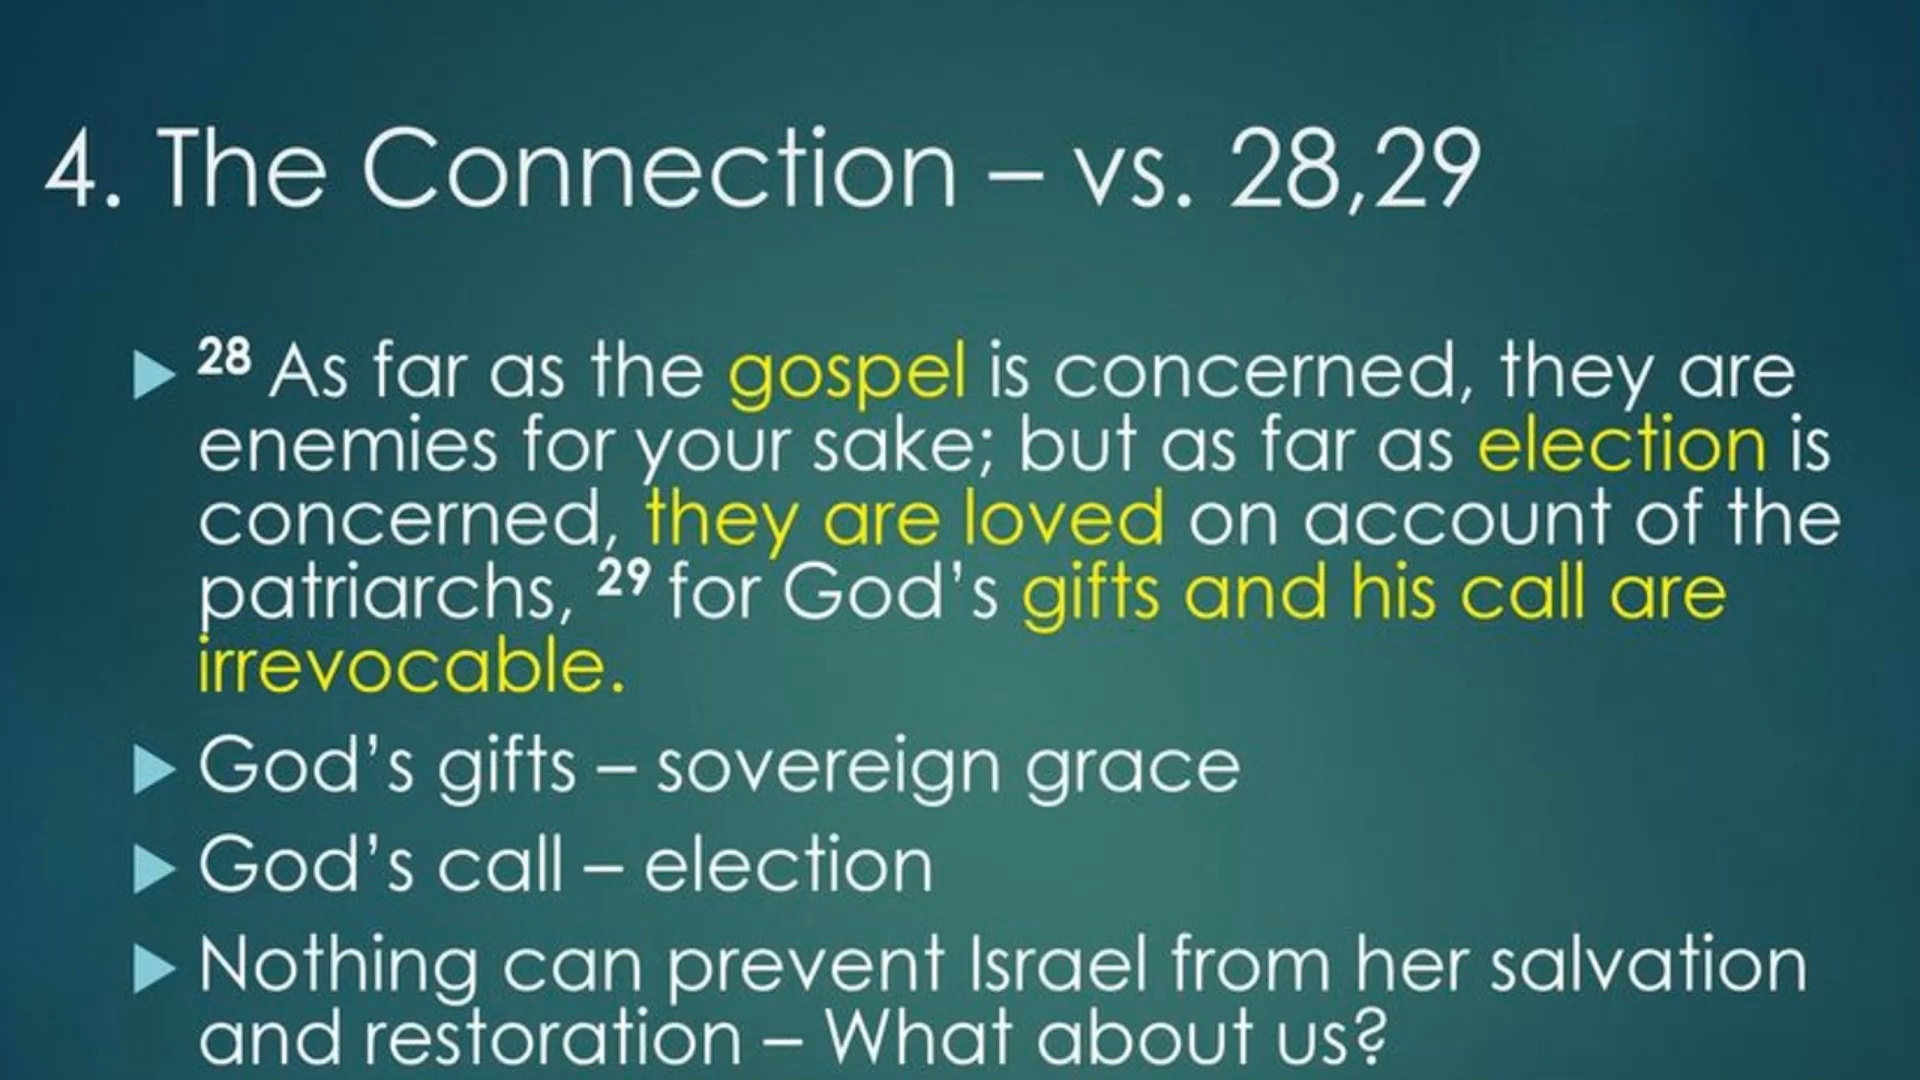 4. The Connection – vs. 28,29
28 As far as the gospel is concerned, they are
enemies for your sake; but as far as election is
concerned, they are loved on account of the
patriarchs, 29 for God’s gifts and his call are
irrevocable.
God’s gifts – sovereign grace
God’s call – election
Nothing can prevent Israel from her salvation
and restoration – What about us?